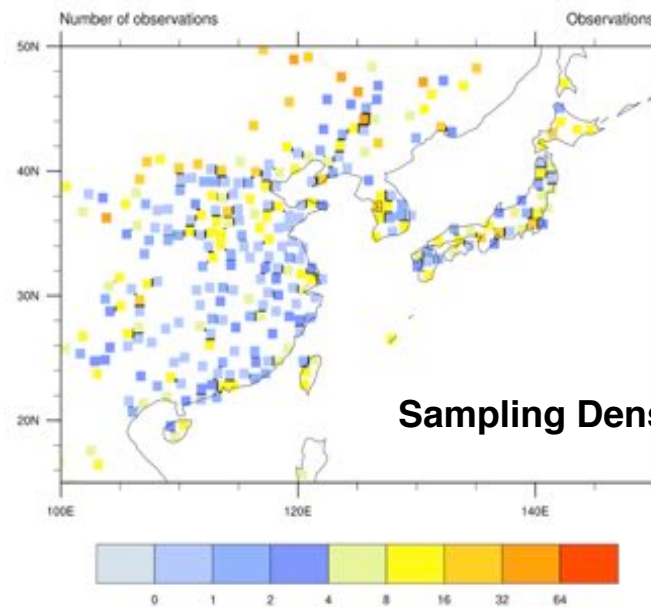 Number of observations
Observations
50N
40N
30N
20N
Sampling Dens
100E
120E
140E
0 1 2 4 8 16 32 64